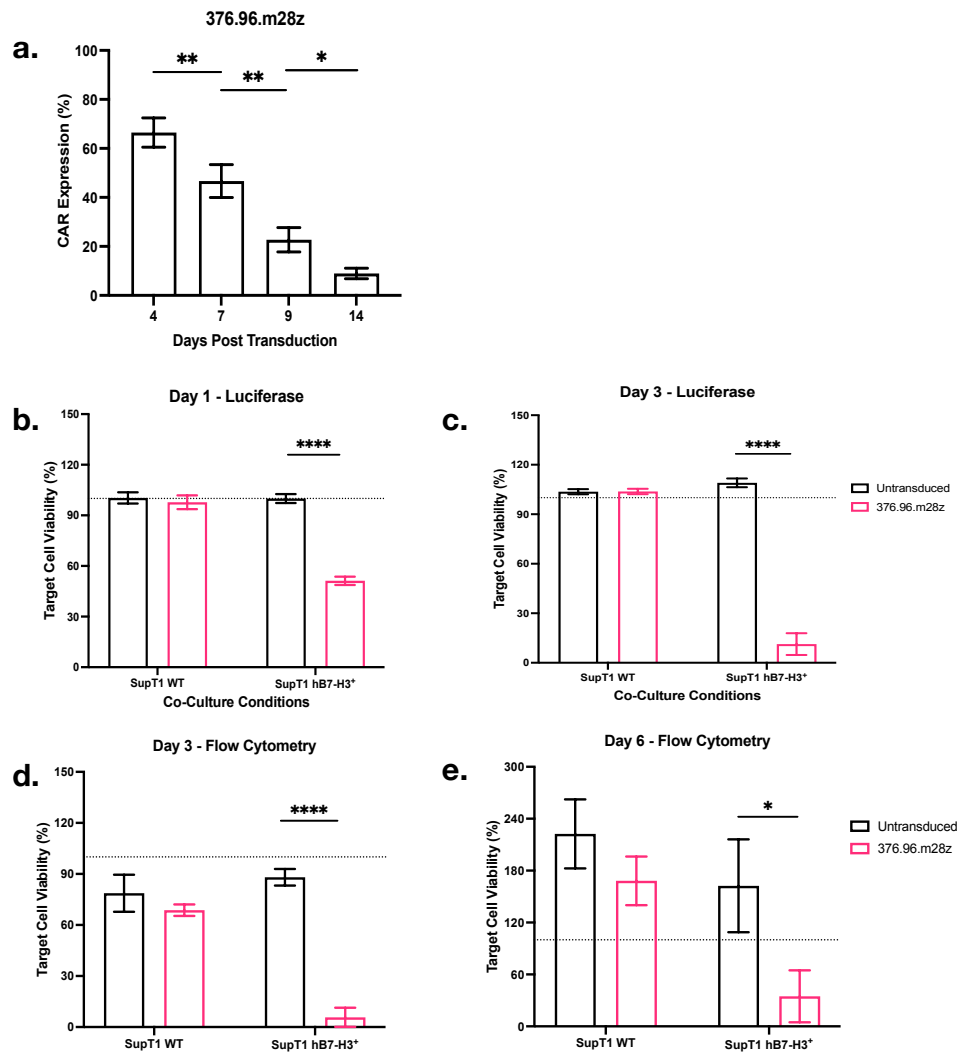 376.96.m28z
a.
CAR Expression (%)
100
80
60
40
20
0
** ** *
4 7 9 14
Days Post Transduction
b.
Day 1 - Luciferase
Target Cell Viability (%)
150
120
90
60
30
0
****
SupT1 WT SupT1 hB7-H3⁺
Co-Culture Conditions
c.
Day 3 - Luciferase
Target Cell Viability (%)
150
120
90
60
30
0
****
SupT1 WT SupT1 hB7-H3⁺
Co-Culture Conditions
Untransduced
376.96.m28z
d.
Day 3 - Flow Cytometry
Target Cell Viability (%)
150
120
90
60
30
0
****
SupT1 WT SupT1 hB7-H3⁺
e.
Day 6 - Flow Cytometry
Target Cell Viability (%)
300
240
180
120
60
0
*
SupT1 WT SupT1 hB7-H3⁺
Untransduced
376.96.m28z